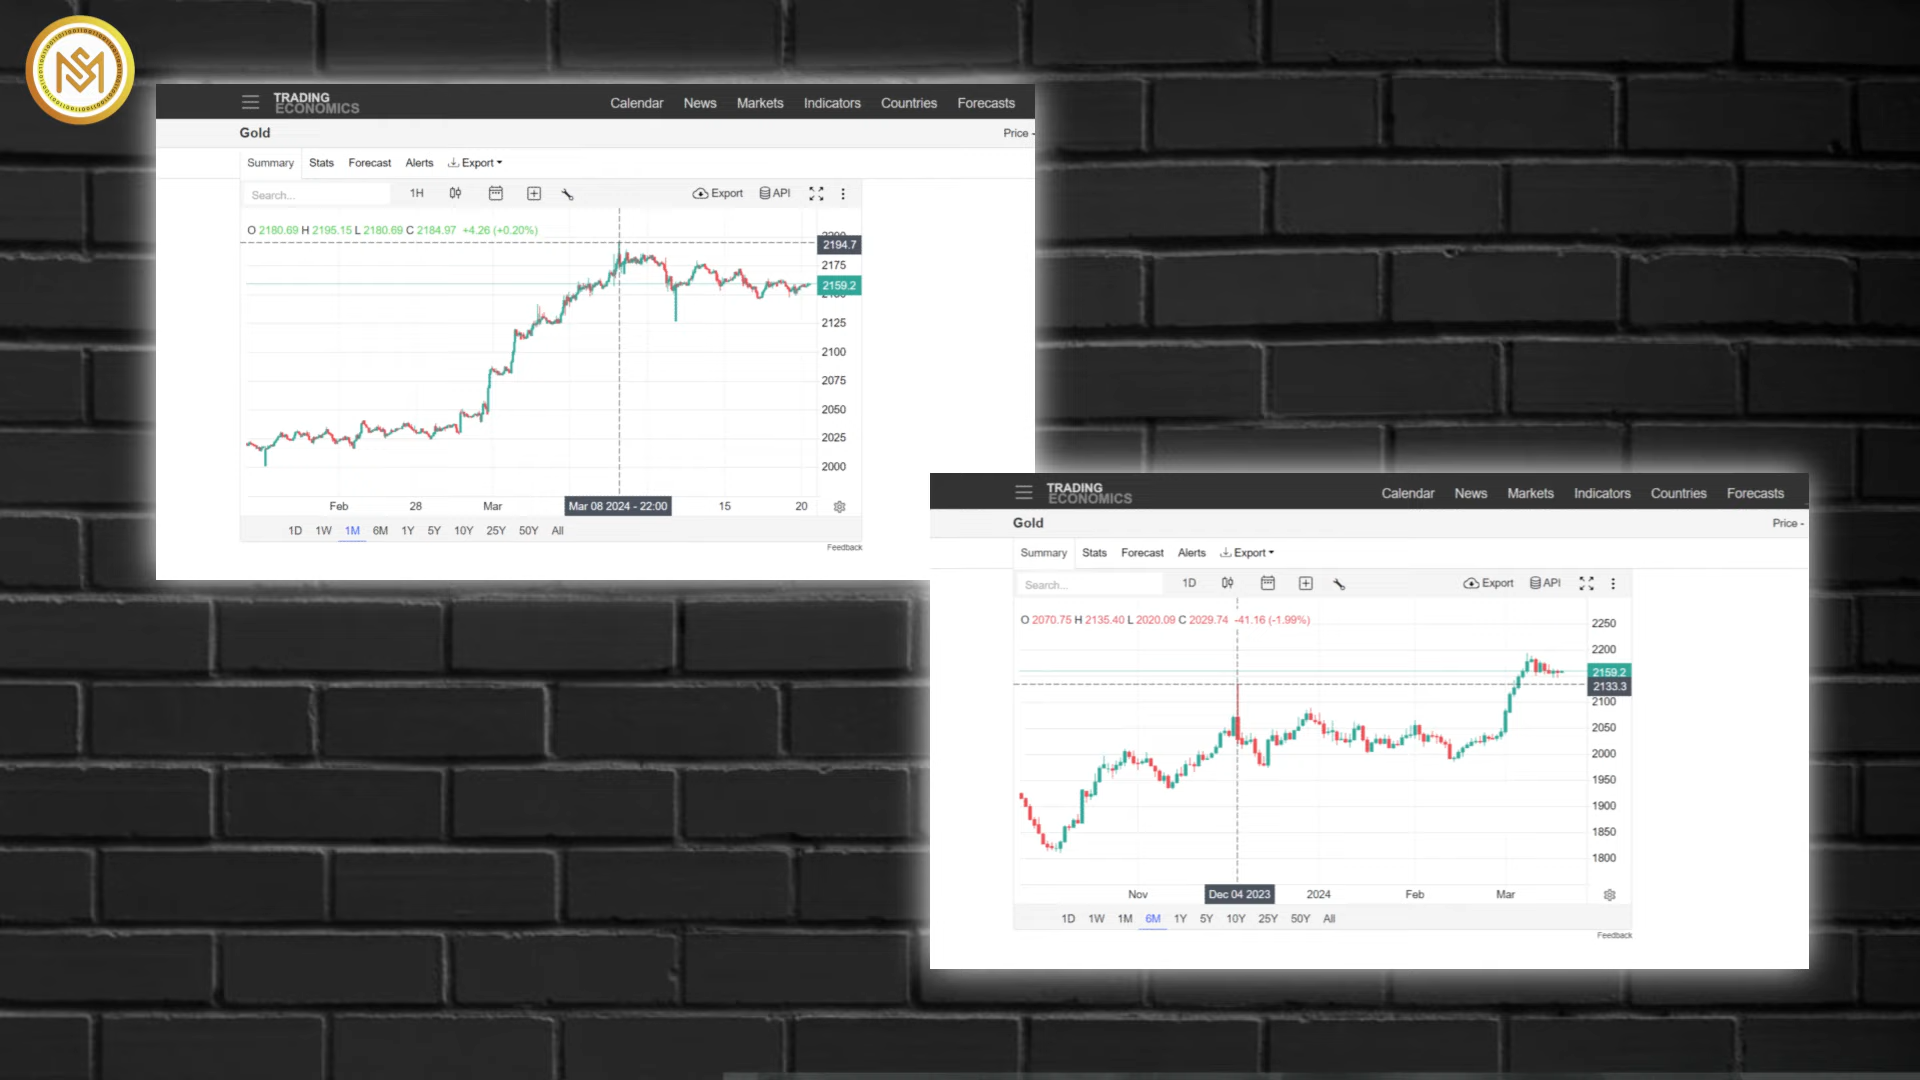 TRADING
ECONOMICS
Calendar News Markets Indicators Countries Forecasts
Gold
Price
Summary Stats Forecast Alerts Export
Search... 1H Export API
O 2180.69 H 2195.15 L 2180.69 C 2184.97 +4.26 (+0.20%)
2200
2194.7
2175
2159.2
2150
2125
2100
2075
2050
2025
2000
Feb 28 Mar Mar 08 2024 - 22:00 15 20
1D 1W 1M 6M 1Y 5Y 10Y 25Y 50Y All
Feedback
TRADING
ECONOMICS
Calendar News Markets Indicators Countries Forecasts
Gold
Price -
Summary Stats Forecast Alerts Export
Search... 1D Export API
O 2070.75 H 2135.40 L 2020.09 C 2029.74 -41.16 (-1.99%)
2250
2200
2159.2
2133.3
2100
2050
2000
1950
1900
1850
1800
Nov Dec 04 2023 2024 Feb Mar
1D 1W 1M 6M 1Y 5Y 10Y 25Y 50Y All
Feedback